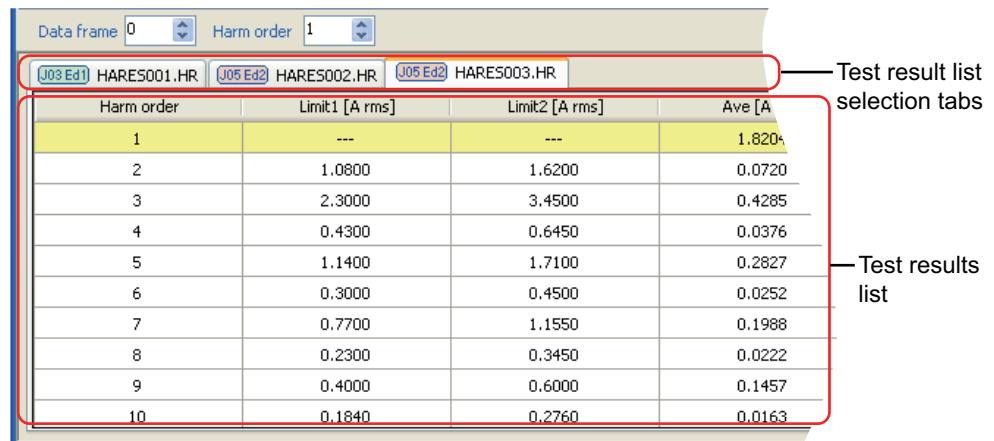 Data frame 0 Harm order 1
J03 Ed1 HARES001.HR J05 Ed2 HARES002.HR J05 Ed2 HARES003.HR
Test result list
selection tabs
Harm order Limit1 [A rms] Limit2 [A rms] Ave [A
1 --- --- 1.8204
2 1.0800 1.6200 0.0720
3 2.3000 3.4500 0.4285
4 0.4300 0.6450 0.0376
5 1.1400 1.7100 0.2827
6 0.3000 0.4500 0.0252
7 0.7700 1.1550 0.1988
8 0.2300 0.3450 0.0222
9 0.4000 0.6000 0.1457
10 0.1840 0.2760 0.0163
Test results
list